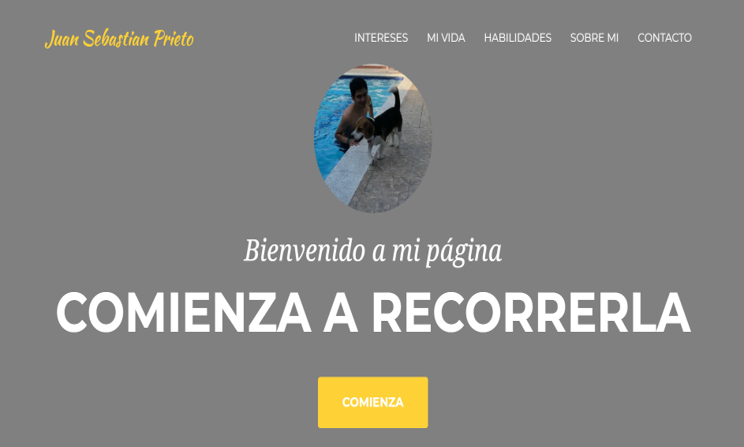 Juan Sebastian Prieto
INTERESES MI VIDA HABILIDADES SOBRE MI CONTACTO
Bienvenido a mi página
COMIENZA A RECORRERLA
COMIENZA